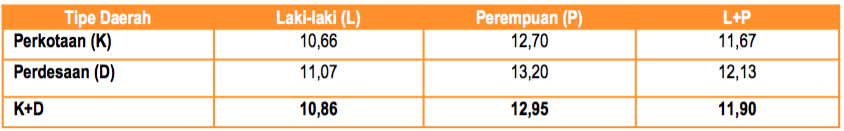 Tipe Daerah Laki-laki (L) Perempuan (P) L+P
Perkotaan (K) 10,66 12,70 11,67
Perdesaan (D) 11,07 13,20 12,13
K+D 10,86 12,95 11,90